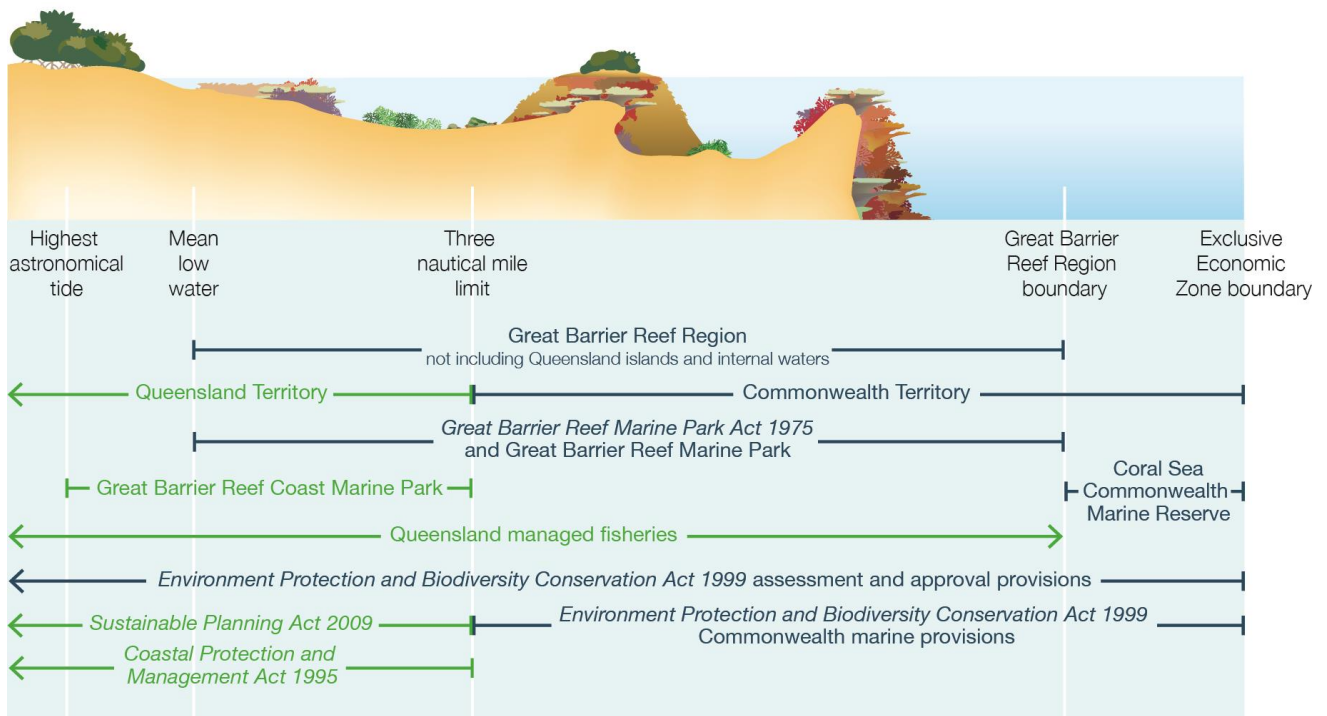 Highest
astronomical
tide
Mean
low
water
Three
nautical mile
limit
Great Barrier
Reef Region
boundary
Exclusive
Economic
Zone boundary
Great Barrier Reef Region
not including Queensland islands and internal waters
Queensland Territory
Commonwealth Territory
Great Barrier Reef Marine Park Act 1975
and Great Barrier Reef Marine Park
Great Barrier Reef Coast Marine Park
Coral Sea
Commonwealth
Marine Reserve
Queensland managed fisheries
Environment Protection and Biodiversity Conservation Act 1999 assessment and approval provisions
Sustainable Planning Act 2009
Environment Protection and Biodiversity Conservation Act 1999
Commonwealth marine provisions
Coastal Protection and
Management Act 1995